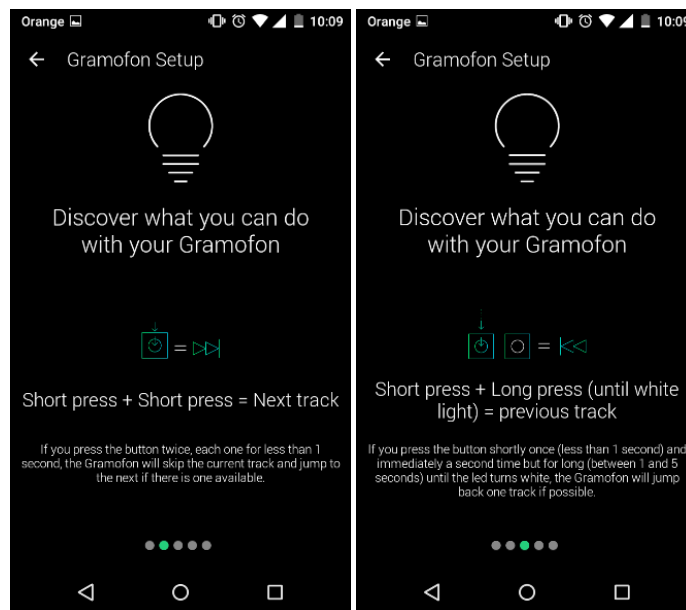 Orange 10:09
Gramofon Setup
Discover what you can do
with your Gramofon
=
Short press + Short press = Next track
If you press the button twice, each one for less than 1
second, the Gramofon will skip the current track and jump to
the next if there is one available.
Orange 10:09
Gramofon Setup
Discover what you can do
with your Gramofon
=
Short press + Long press (until white
light) = previous track
If you press the button shortly once (less than 1 second) and
immediately a second time but for long (between 1 and 5
seconds) until the led turns white, the Gramofon will jump
back one track if possible.